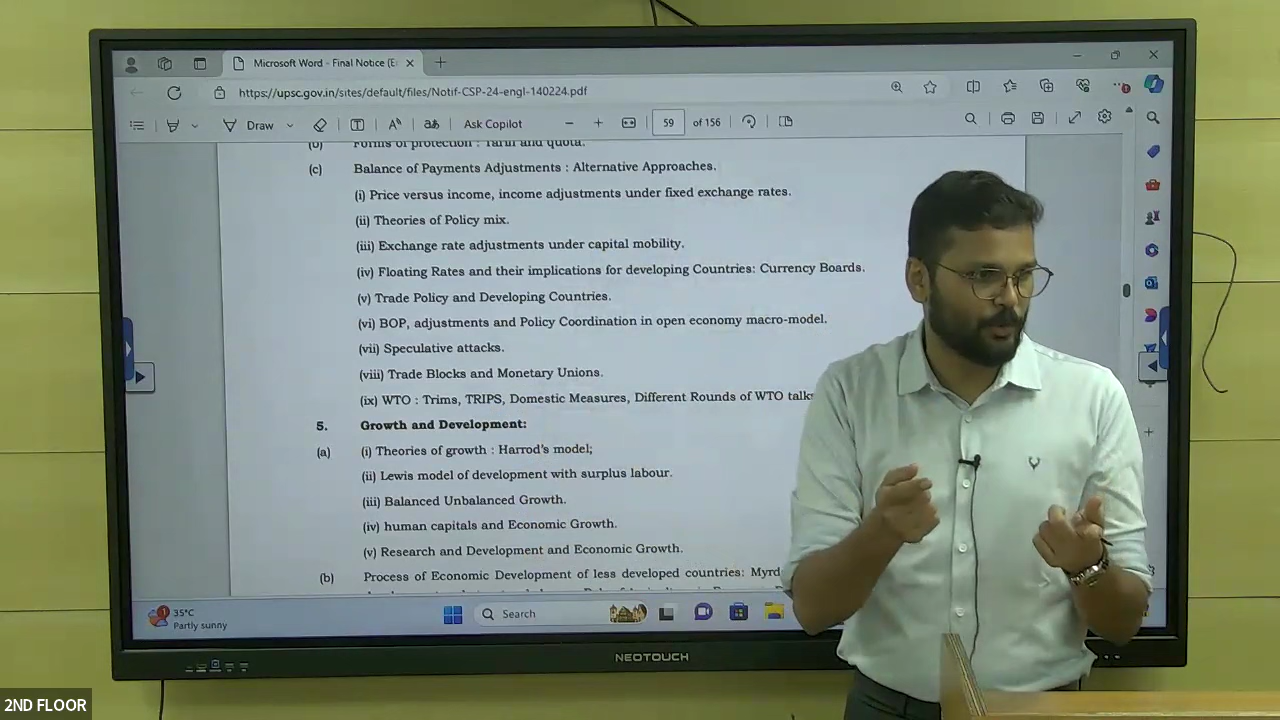 Microsoft Word - Final Notice (E
https://upsc.gov.in/sites/default/files/Notif-CSP-24-engl-140224.pdf
Draw
Ask Copilot
59
of 156
Forms of protection : Tariff and quota.
(c) Balance of Payments Adjustments : Alternative Approaches.
(i) Price versus income, income adjustments under fixed exchange rates.
(ii) Theories of Policy mix.
(iii) Exchange rate adjustments under capital mobility.
(iv) Floating Rates and their implications for developing Countries: Currency Boards.
(v) Trade Policy and Developing Countries.
(vi) BOP, adjustments and Policy Coordination in open economy macro-model.
(vii) Speculative attacks.
(viii) Trade Blocks and Monetary Unions.
(ix) WTO : Trims, TRIPS, Domestic Measures, Different Rounds of WTO talks
5. Growth and Development:
(a) (i) Theories of growth : Harrod's model;
(ii) Lewis model of development with surplus labour.
(iii) Balanced Unbalanced Growth.
(iv) human capitals and Economic Growth.
(v) Research and Development and Economic Growth.
(b) Process of Economic Development of less developed countries: Myrd
35°C
Partly sunny
Search
NEOTOUCH
2ND FLOOR